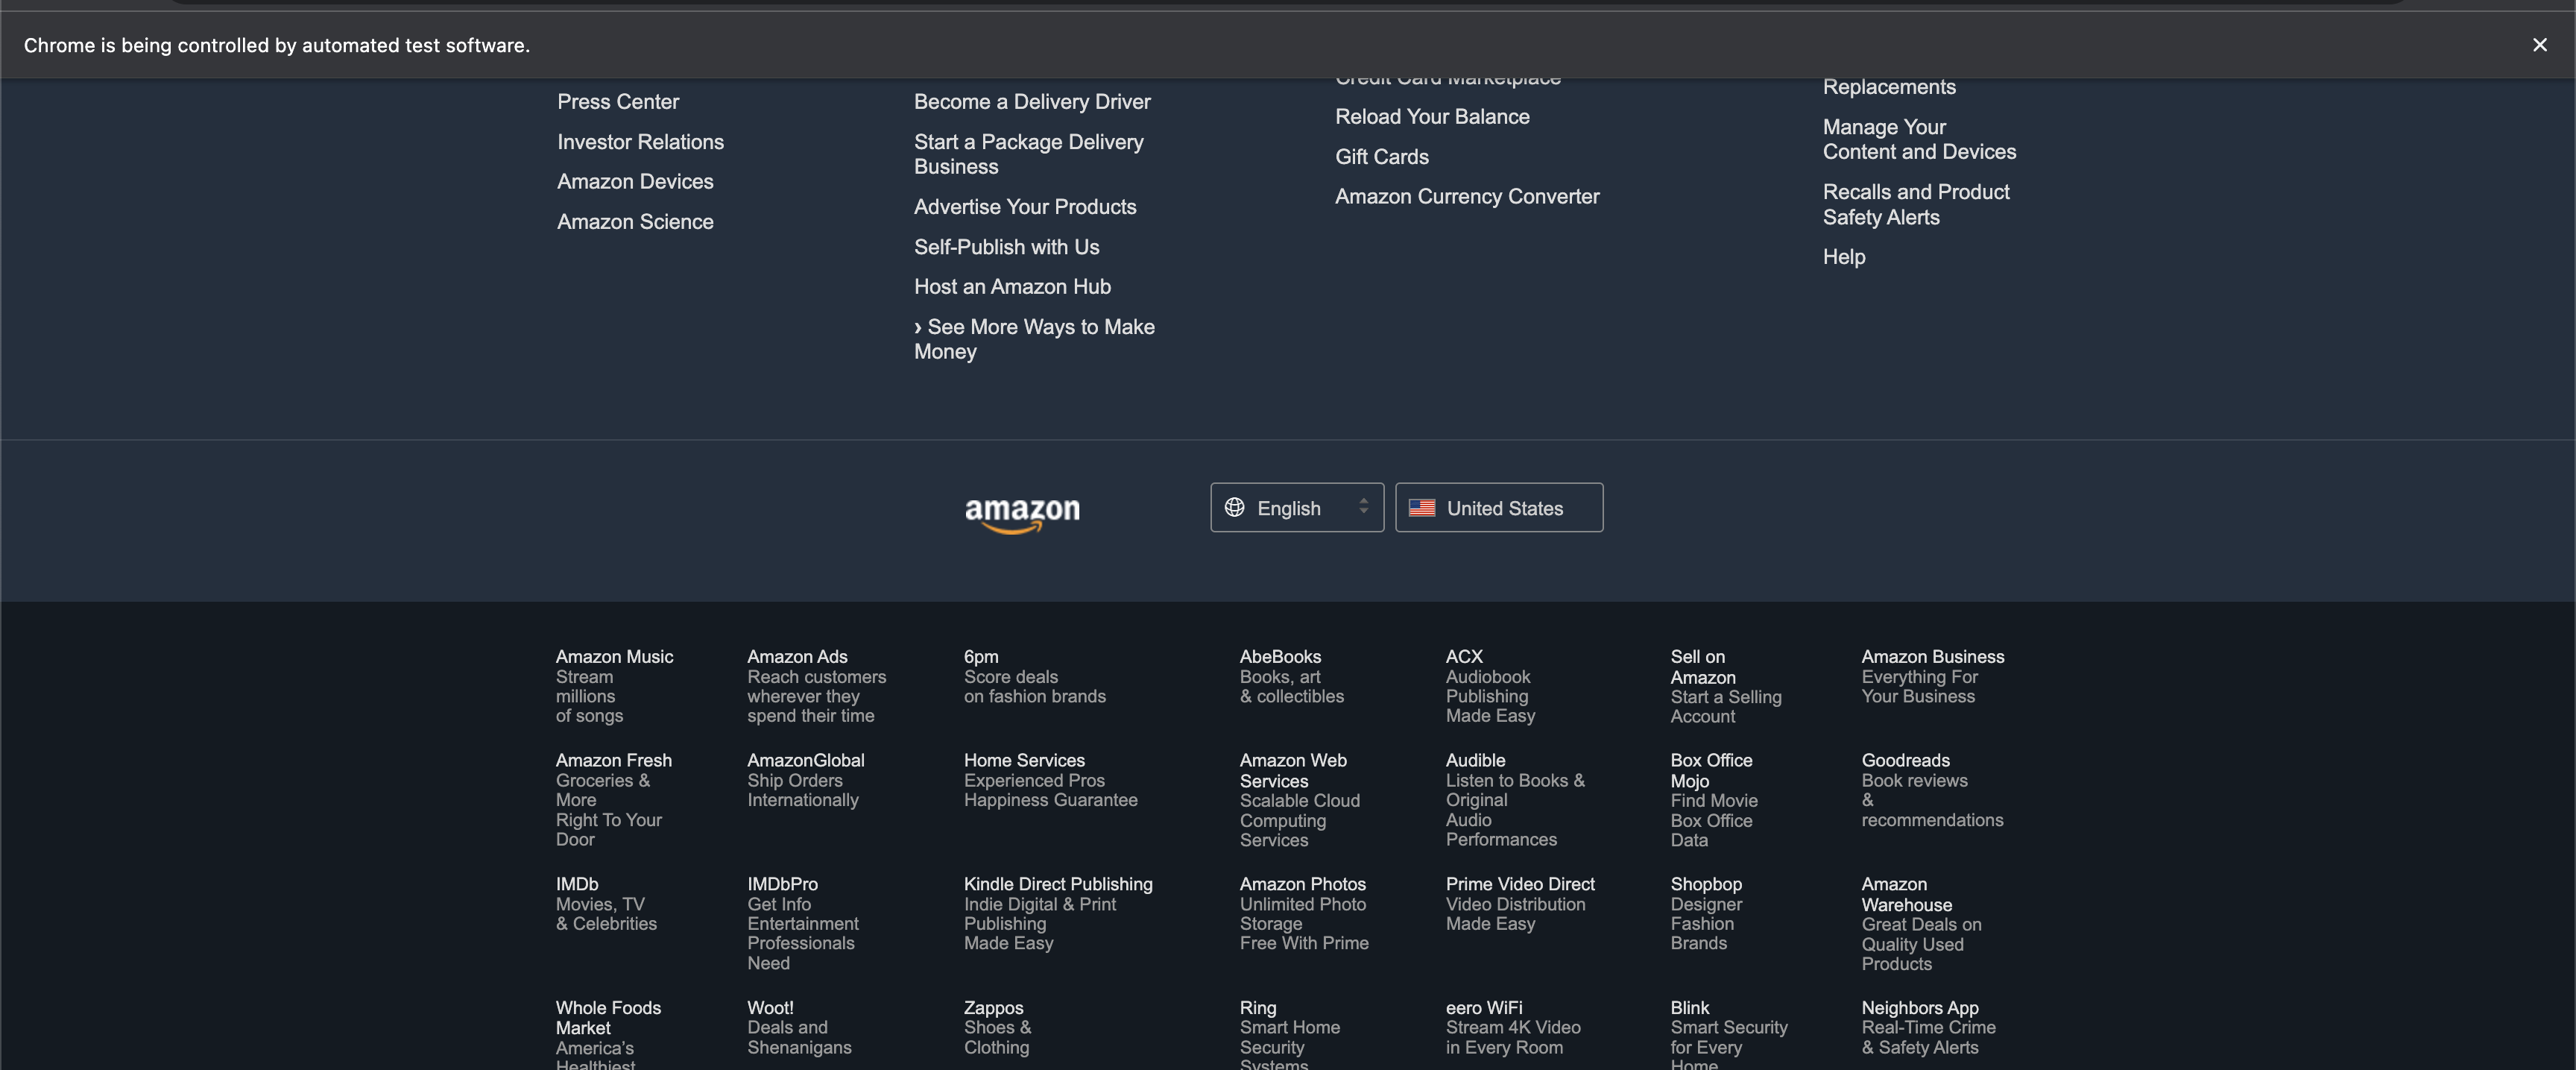 Chrome is being controlled by automated test software.
Press Center
Investor Relations
Amazon Devices
Amazon Science
Become a Delivery Driver
Start a Package Delivery
Business
Advertise Your Products
Self-Publish with Us
Host an Amazon Hub
› See More Ways to Make
Money
Credit Card Marketplace
Reload Your Balance
Gift Cards
Amazon Currency Converter
Replacements
Manage Your
Content and Devices
Recalls and Product
Safety Alerts
Help
amazon
English
United States
Amazon Music
Stream
millions
of songs
Amazon Ads
Reach customers
wherever they
spend their time
6pm
Score deals
on fashion brands
AbeBooks
Books, art
& collectibles
ACX
Audiobook
Publishing
Made Easy
Sell on
Amazon
Start a Selling
Account
Amazon Business
Everything For
Your Business
Amazon Fresh
Groceries &
More
Right To Your
Door
AmazonGlobal
Ship Orders
Internationally
Home Services
Experienced Pros
Happiness Guarantee
Amazon Web
Services
Scalable Cloud
Computing
Services
Audible
Listen to Books &
Original
Audio
Performances
Box Office
Mojo
Find Movie
Box Office
Data
Goodreads
Book reviews
&
recommendations
IMDb
Movies, TV
& Celebrities
IMDbPro
Get Info
Entertainment
Professionals
Need
Kindle Direct Publishing
Indie Digital & Print
Publishing
Made Easy
Amazon Photos
Unlimited Photo
Storage
Free With Prime
Prime Video Direct
Video Distribution
Made Easy
Shopbop
Designer
Fashion
Brands
Amazon
Warehouse
Great Deals on
Quality Used
Products
Whole Foods
Market
America's
Healthiest
Woot!
Deals and
Shenanigans
Zappos
Shoes &
Clothing
Ring
Smart Home
Security
Systems
eero WiFi
Stream 4K Video
in Every Room
Blink
Smart Security
for Every
Home
Neighbors App
Real-Time Crime
& Safety Alerts